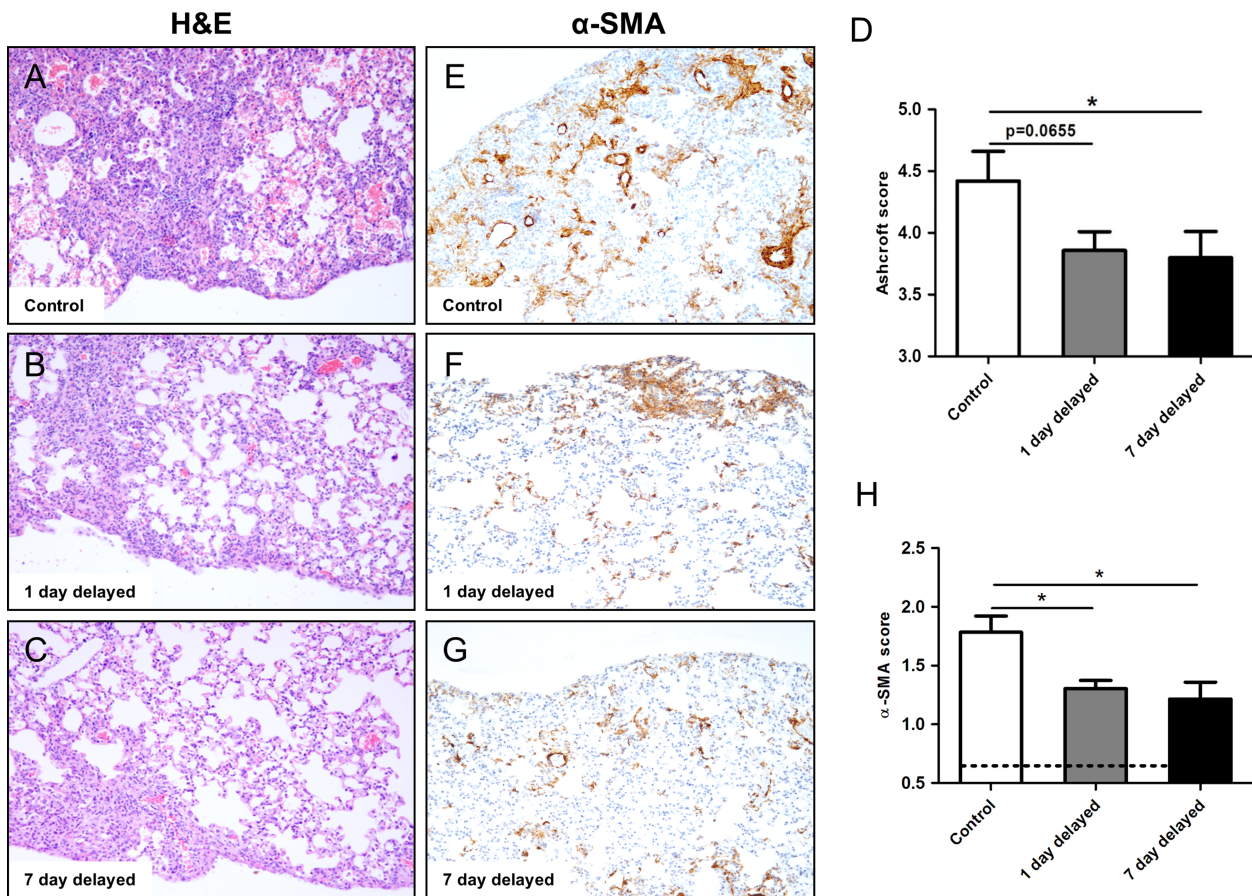 H&E
α-SMA
A
Control
B
1 day delayed
C
7 day delayed
E
Control
F
1 day delayed
G
7 day delayed
D
Ashcroft score
5.0
4.5
4.0
3.5
3.0
*
p=0.0655
Control
1 day delayed
7 day delayed
H
α-SMA score
2.5
2.0
1.5
1.0
0.5
*
*
Control
1 day delayed
7 day delayed